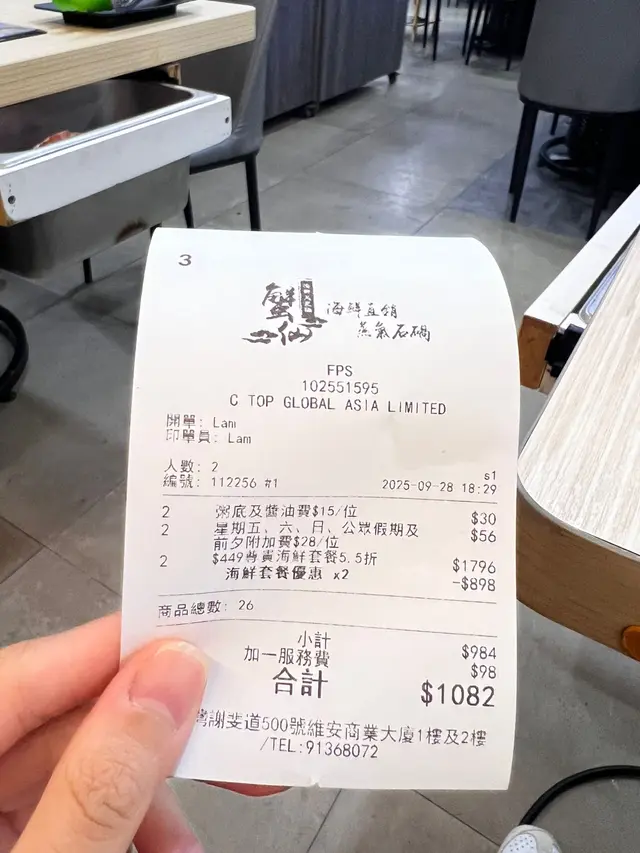 3
蟹仙
海鮮直銷
蒸氣石鍋
FPS
102551595
C TOP GLOBAL ASIA LIMITED
開單: Lam
印單員: Lam
人數: 2
s1
編號: 112256 #1 2025-09-28 18:29
2 粥底及醬油費$15/位 $30
2 星期五、六、日、公眾假期及 $56
前夕附加費$28/位
2 $449尊貴海鮮套餐5.5折 $1796
海鮮套餐優惠 x2 -$898
商品總數: 26
小計 $984
加一服務費 $98
合計 $1082
灣謝斐道500號維安商業大廈1樓及2樓
/TEL:91368072